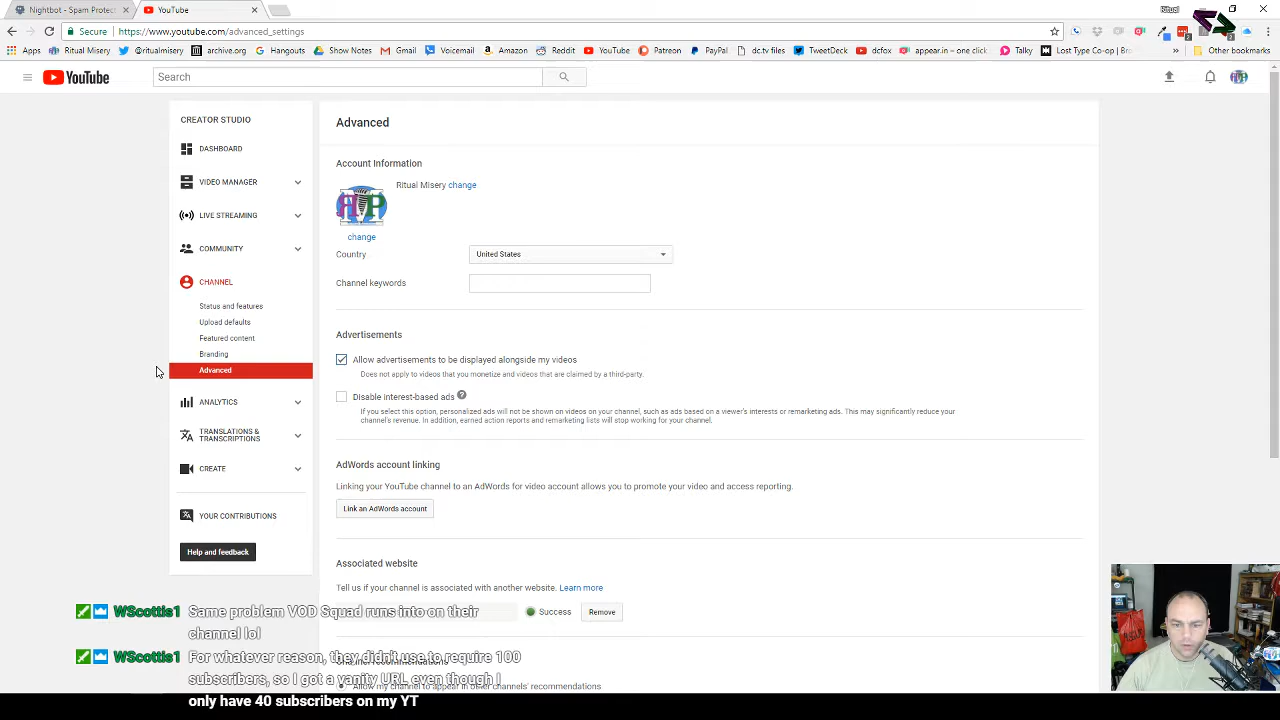 Nightbot - Spam Protect
YouTube
Ritual
Secure
https://www.youtube.com/advanced_settings
Apps
Ritual Misery
@ritualmisery
archive.org
Hangouts
Show Notes
Gmail
Voicemail
Amazon
Reddit
YouTube
Patreon
PayPal
dctv files
TweetDeck
dcfox
appear.in – one click
Talky
Lost Type Co-op | Br
»
Other bookmarks
YouTube
Search
CREATOR STUDIO
DASHBOARD
VIDEO MANAGER
LIVE STREAMING
COMMUNITY
CHANNEL
Status and features
Upload defaults
Featured content
Branding
Advanced
ANALYTICS
TRANSLATIONS &
TRANSCRIPTIONS
CREATE
YOUR CONTRIBUTIONS
Help and feedback
Advanced
Account Information
Ritual Misery change
change
Country
United States
Channel keywords
Advertisements
Allow advertisements to be displayed alongside my videos
Does not apply to videos that you monetize and videos that are claimed by a third-party.
Disable interest-based ads
If you select this option, personalized ads will not be shown on videos on your channel, such as ads based on a viewer's interests or remarketing ads. This may significantly reduce your
channel's revenue. In addition, earned action reports and remarketing lists will stop working for your channel.
AdWords account linking
Linking your YouTube channel to an AdWords for video account allows you to promote your video and access reporting.
Link an AdWords account
Associated website
Tell us if your channel is associated with another website. Learn more
Success
Remove
Allow my channel to appear in other channels' recommendations
WScottis1 Same problem VOD Squad runs into on their
channel lol
WScottis1 For whatever reason, they didn't use to require 100
subscribers, so I got a vanity URL even though I
only have 40 subscribers on my YT